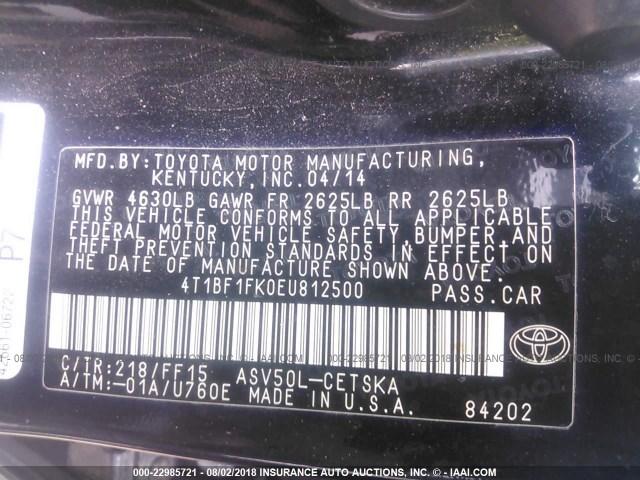 MFD.BY: TOYOTA MOTOR MANUFACTURING,
KENTUCKY, INC. 04/14
GVWR 4630LB GAWR FR 2625LB RR 2625LB
THIS VEHICLE CONFORMS TO ALL APPLICABLE
FEDERAL MOTOR VEHICLE SAFETY, BUMPER, AND
THEFT PREVENTION STANDARDS IN EFFECT ON
THE DATE OF MANUFACTURE SHOWN ABOVE.
4T1BF1FK0EU812500 PASS.CAR
C/TR:218/FF15 ASV50L-CETSKA
A/TM:-01A/U760E MADE IN U.S.A.
84202
TOYOTA
P7
000-22985721 - 08/02/2018 INSURANCE AUTO AUCTIONS, INC. - IAAI.COM